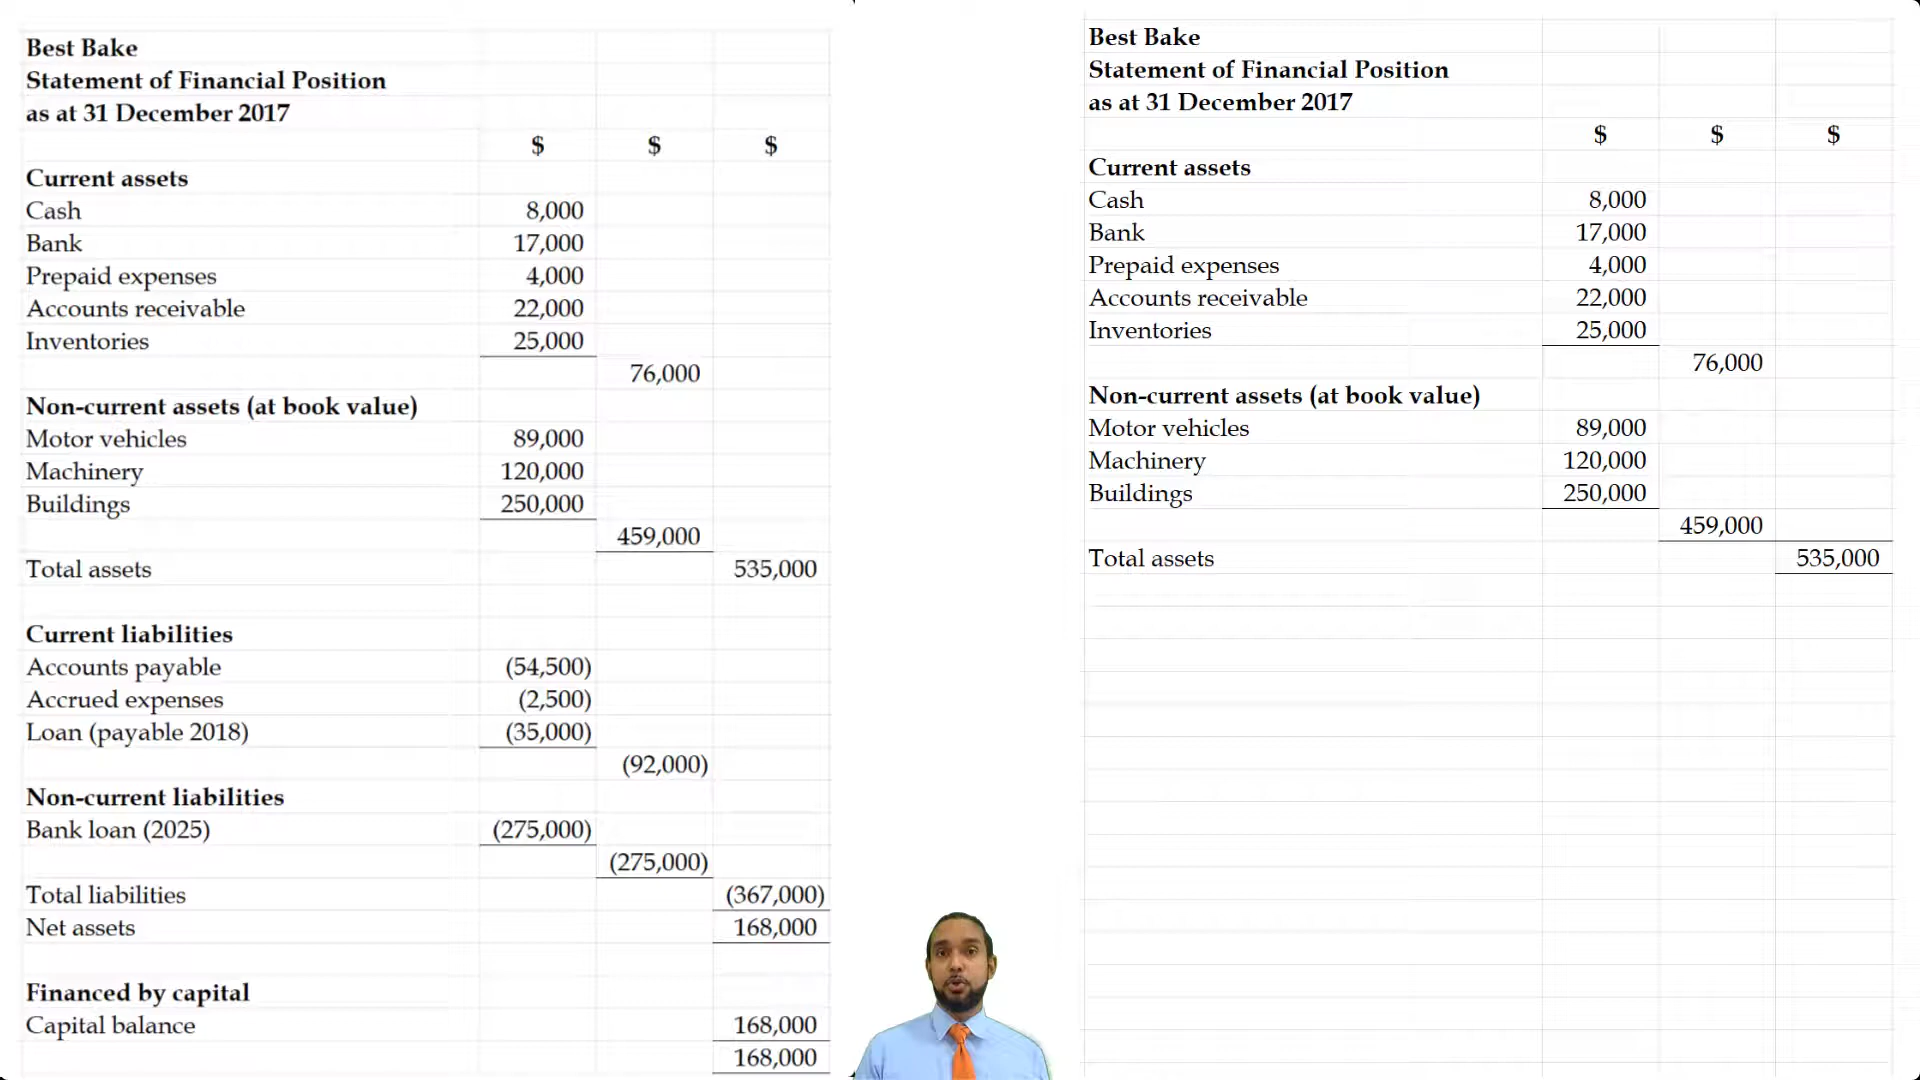 Best Bake
Statement of Financial Position
as at 31 December 2017
$ $ $
Current assets
Cash 8,000
Bank 17,000
Prepaid expenses 4,000
Accounts receivable 22,000
Inventories 25,000
76,000
Non-current assets (at book value)
Motor vehicles 89,000
Machinery 120,000
Buildings 250,000
459,000
Total assets 535,000
Current liabilities
Accounts payable (54,500)
Accrued expenses (2,500)
Loan (payable 2018) (35,000)
(92,000)
Non-current liabilities
Bank loan (2025) (275,000)
(275,000)
Total liabilities (367,000)
Net assets 168,000
Financed by capital
Capital balance 168,000
168,000
Best Bake
Statement of Financial Position
as at 31 December 2017
$ $ $
Current assets
Cash 8,000
Bank 17,000
Prepaid expenses 4,000
Accounts receivable 22,000
Inventories 25,000
76,000
Non-current assets (at book value)
Motor vehicles 89,000
Machinery 120,000
Buildings 250,000
459,000
Total assets 535,000